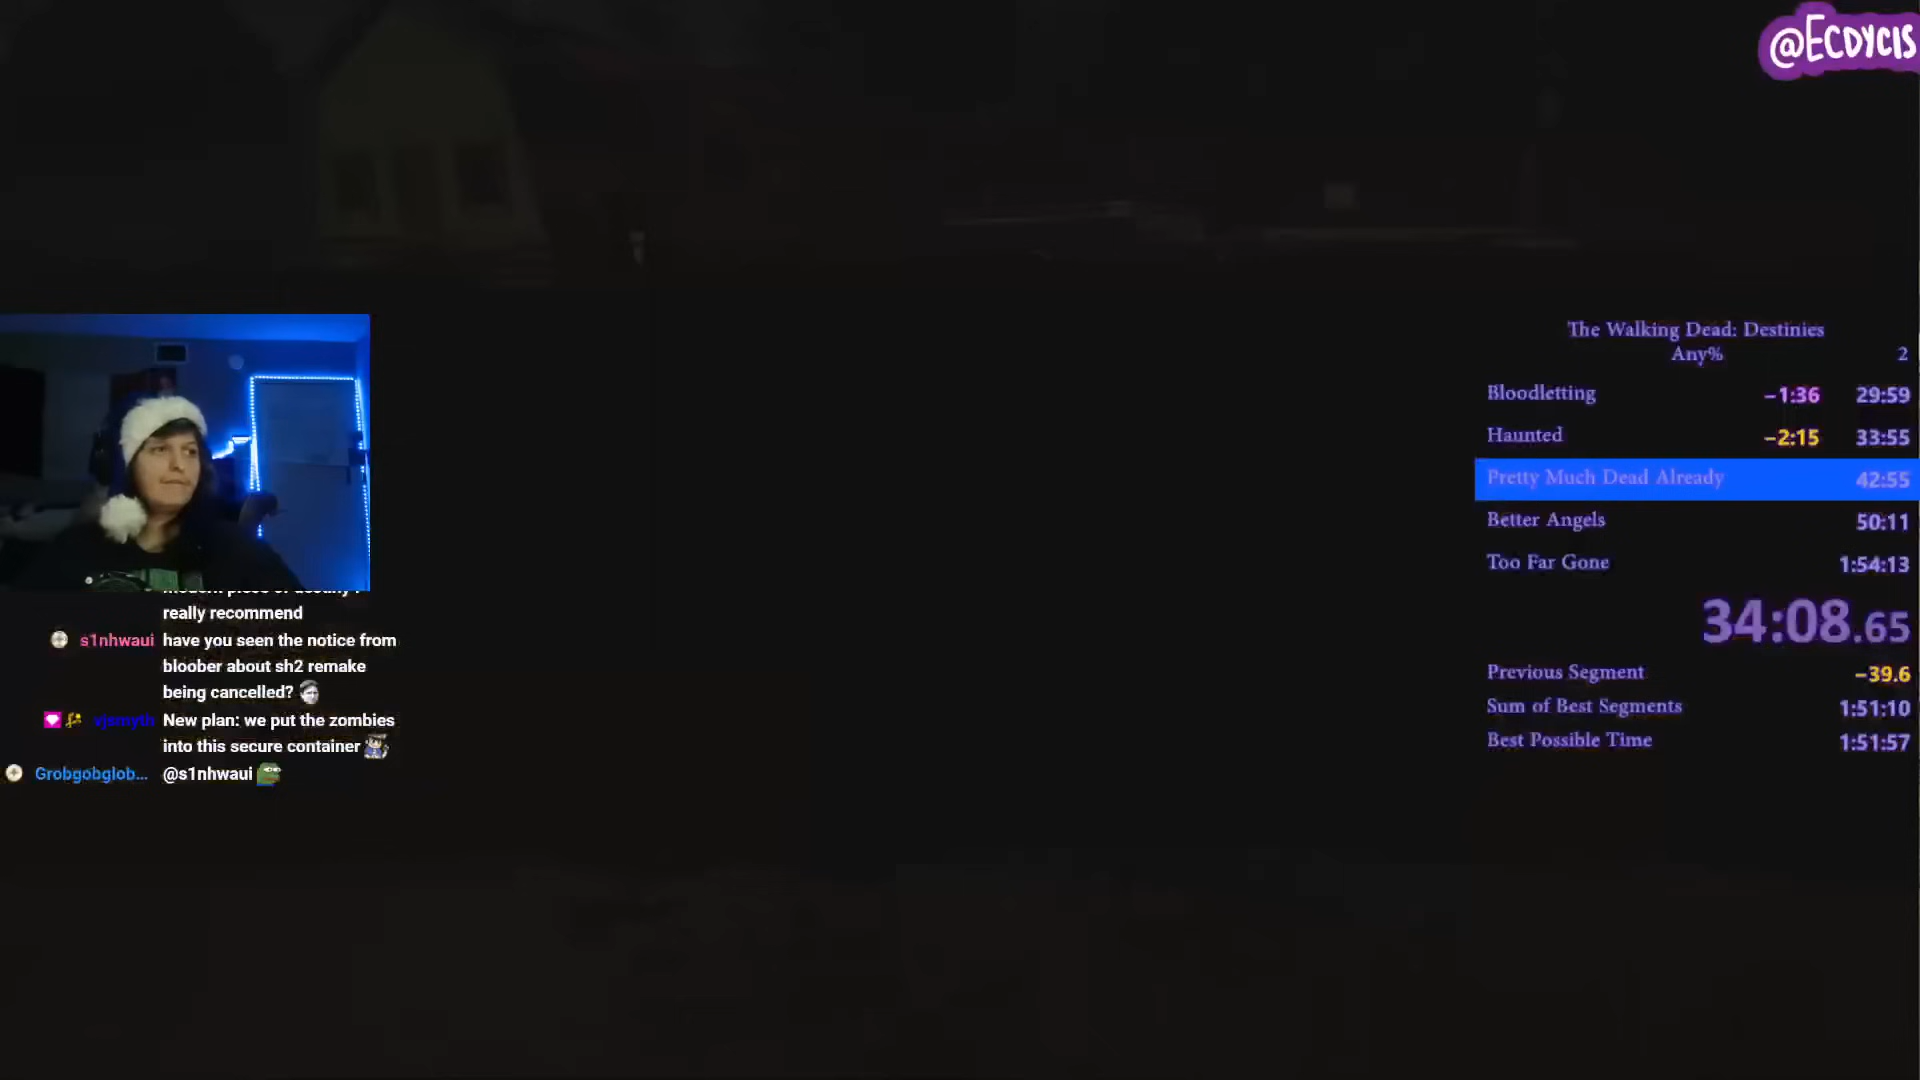 @ECDYCIS
The Walking Dead: Destinies
Any% 2
Bloodletting −1:36 29:59
Haunted −2:15 33:55
Pretty Much Dead Already 42:55
Better Angels 50:11
Too Far Gone 1:54:13
34:08.65
Previous Segment −39.6
Sum of Best Segments 1:51:10
Best Possible Time 1:51:57
really recommend
s1nhwaui have you seen the notice from
bloober about sh2 remake
being cancelled?
vjsmyth New plan: we put the zombies
into this secure container
Grobgobglob... @s1nhwaui